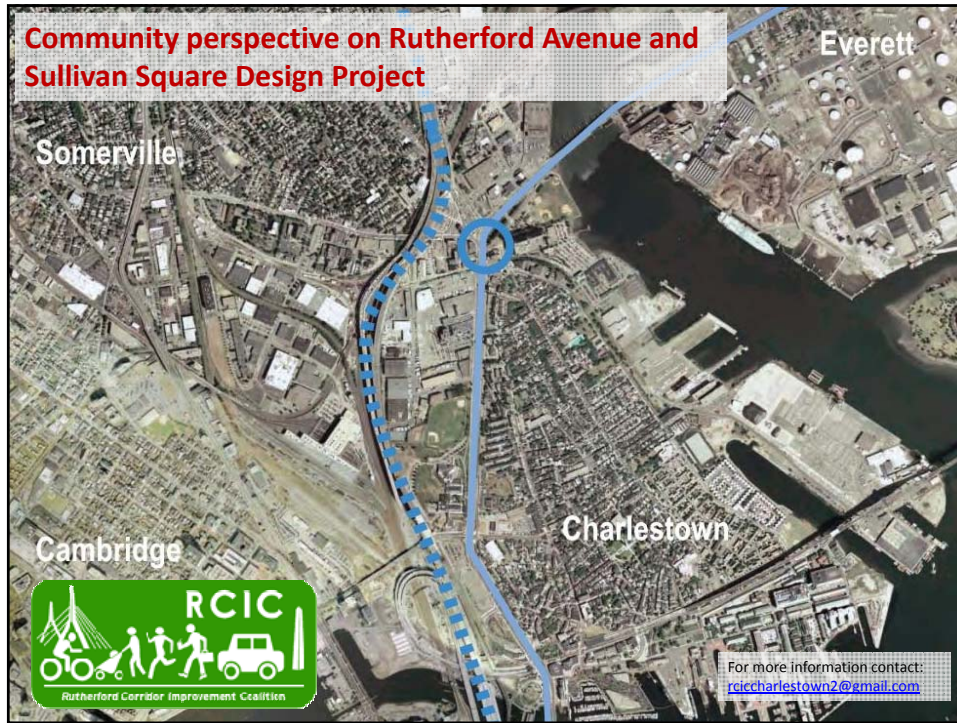 Community perspective on Rutherford Avenue and
Sullivan Square Design Project
Everett
Somerville
Charlestown
Cambridge
RCIC
Rutherford Corridor Improvement Coalition
For more information contact:
rciccharlestown2@gmail.com